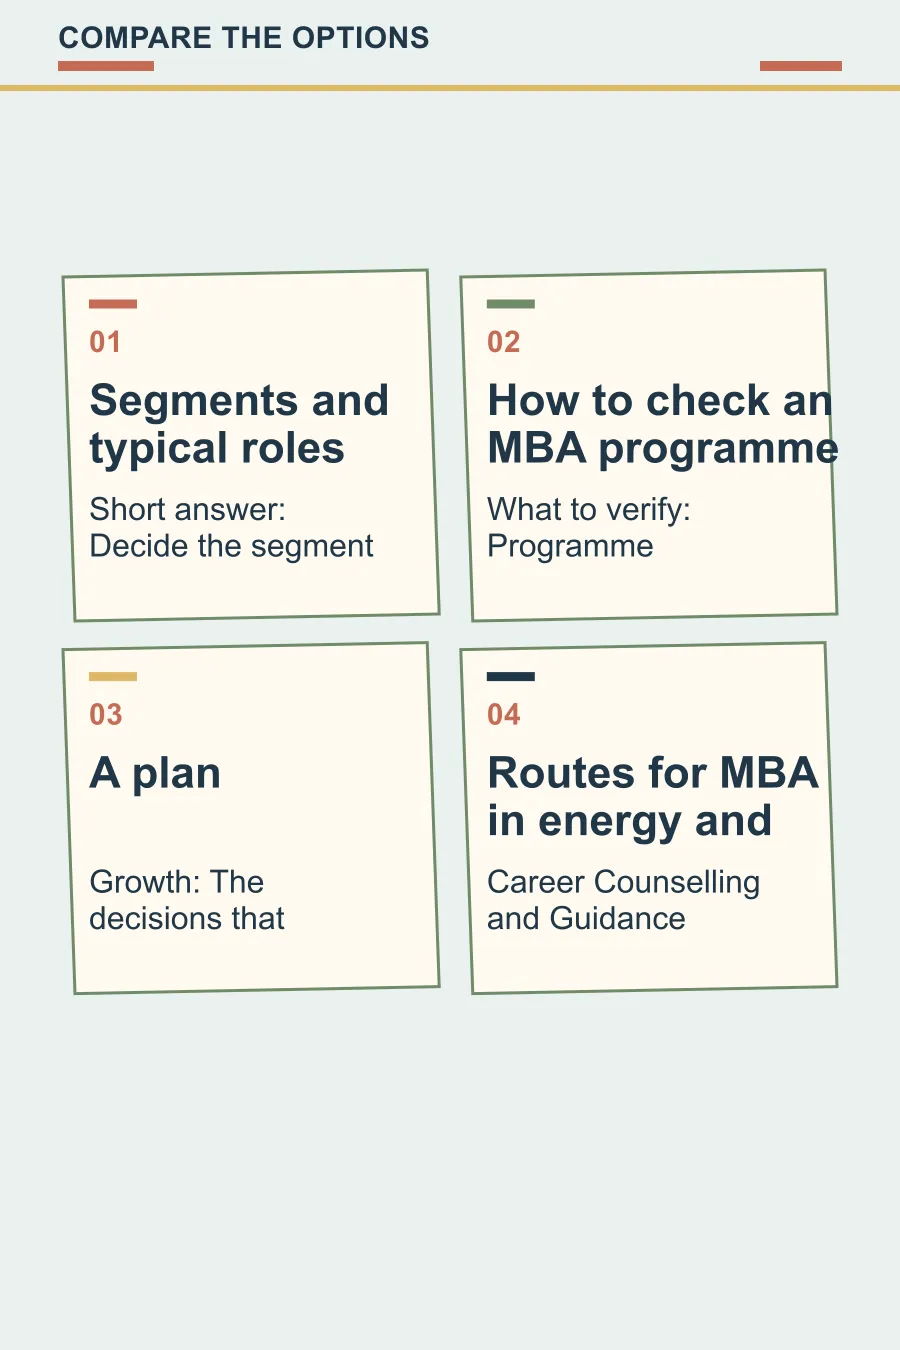 COMPARE THE OPTIONS
01
Segments and
typical roles
Short answer:
Decide the segment
02
How to check an
MBA programme
What to verify:
Programme
03
A plan
Growth: The
decisions that
04
Routes for MBA
in energy and
Career Counselling
and Guidance